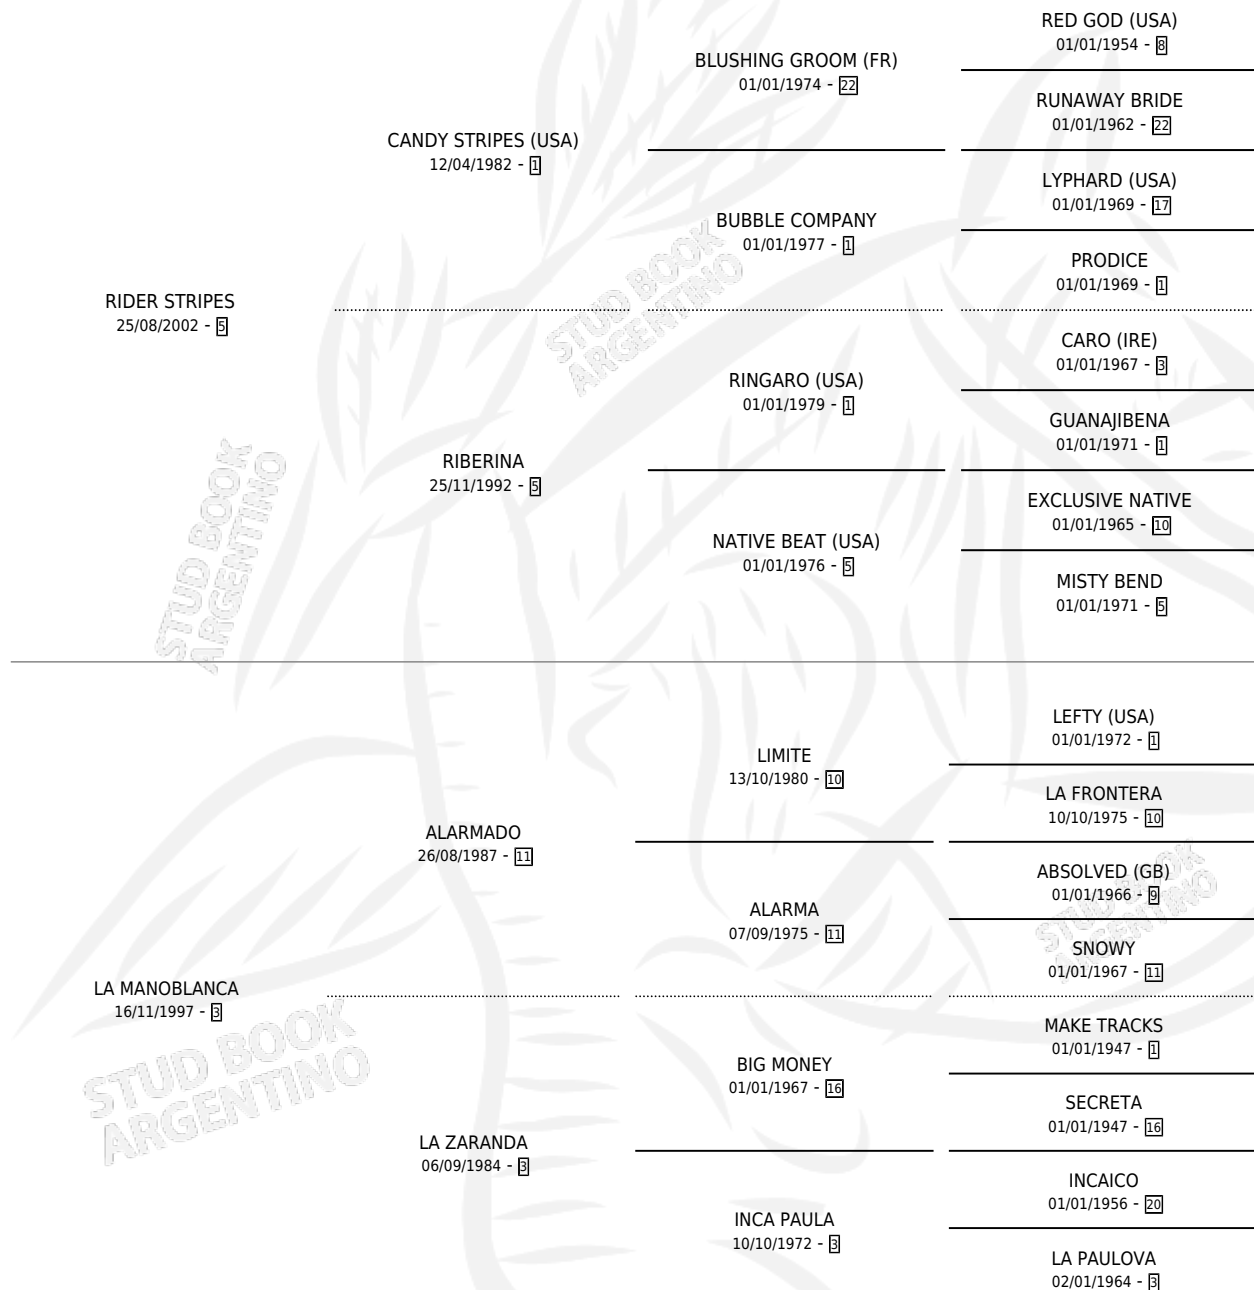 RED GOD (USA)
01/01/1954 - 8
BLUSHING GROOM (FR)
01/01/1974 - 22
RUNAWAY BRIDE
01/01/1962 - 22
CANDY STRIPES (USA)
12/04/1982 - 1
LYPHARD (USA)
01/01/1969 - 17
BUBBLE COMPANY
01/01/1977 - 1
PRODICE
01/01/1969 - 1
RIDER STRIPES
25/08/2002 - 5
CARO (IRE)
01/01/1967 - 3
RINGARO (USA)
01/01/1979 - 1
GUANAJIBENA
01/01/1971 - 1
RIBERINA
25/11/1992 - 5
EXCLUSIVE NATIVE
01/01/1965 - 10
NATIVE BEAT (USA)
01/01/1976 - 5
MISTY BEND
01/01/1971 - 5
LEFTY (USA)
01/01/1972 - 1
LIMITE
13/10/1980 - 10
LA FRONTERA
10/10/1975 - 10
ALARMADO
26/08/1987 - 11
ABSOLVED (GB)
01/01/1966 - 9
ALARMA
07/09/1975 - 11
SNOWY
01/01/1967 - 11
LA MANOBLANCA
16/11/1997 - 3
MAKE TRACKS
01/01/1947 - 1
BIG MONEY
01/01/1967 - 16
SECRETA
01/01/1947 - 16
LA ZARANDA
06/09/1984 - 3
INCAICO
01/01/1956 - 20
INCA PAULA
10/10/1972 - 3
LA PAULOVA
02/01/1964 - 3
STUD BOOK
ARGENTINO
STUD BOOK
ARGENTINO
STUD BOOK
ARGENTINO
STUD BOOK
ARGENTINO